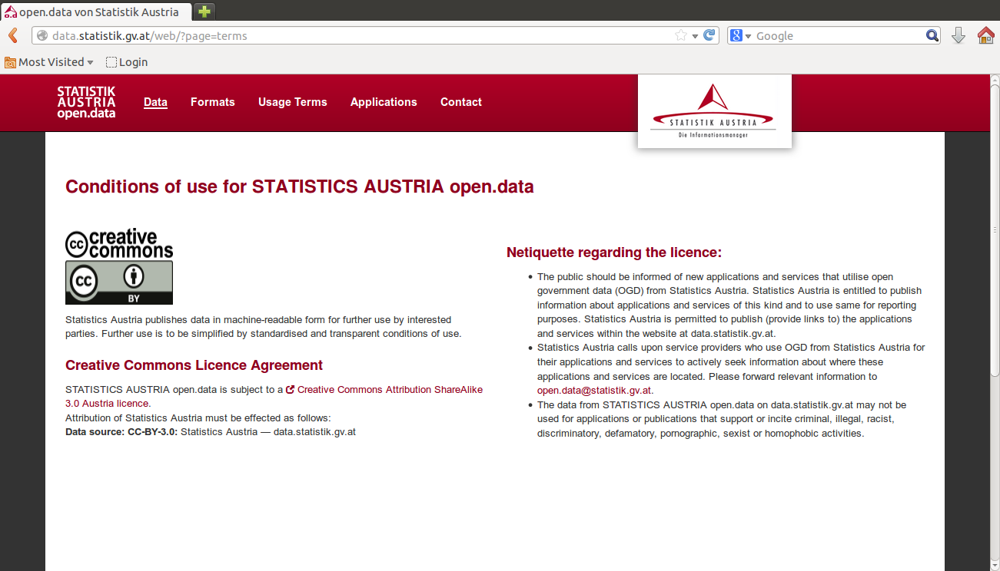 open.data von Statistik Austria
data.statistik.gv.at/web/?page=terms
Google
Most Visited
Login
STATISTIK
AUSTRIA
open.data
Data
Formats
Usage Terms
Applications
Contact
STATISTIK AUSTRIA
Die Informationsmanager
Conditions of use for STATISTICS AUSTRIA open.data
cc creative
commons
cc
BY
Statistics Austria publishes data in machine-readable form for further use by interested
parties. Further use is to be simplified by standardised and transparent conditions of use.
Creative Commons Licence Agreement
STATISTICS AUSTRIA open.data is subject to a Creative Commons Attribution ShareAlike
3.0 Austria licence.
Attribution of Statistics Austria must be effected as follows:
Data source: CC-BY-3.0: Statistics Austria — data.statistik.gv.at
Netiquette regarding the licence:
• The public should be informed of new applications and services that utilise open
government data (OGD) from Statistics Austria. Statistics Austria is entitled to publish
information about applications and services of this kind and to use same for reporting
purposes. Statistics Austria is permitted to publish (provide links to) the applications
and services within the website at data.statistik.gv.at.
• Statistics Austria calls upon service providers who use OGD from Statistics Austria for
their applications and services to actively seek information about where these
applications and services are located. Please forward relevant information to
open.data@statistik.gv.at.
• The data from STATISTICS AUSTRIA open.data on data.statistik.gv.at may not be
used for applications or publications that support or incite criminal, illegal, racist,
discriminatory, defamatory, pornographic, sexist or homophobic activities.